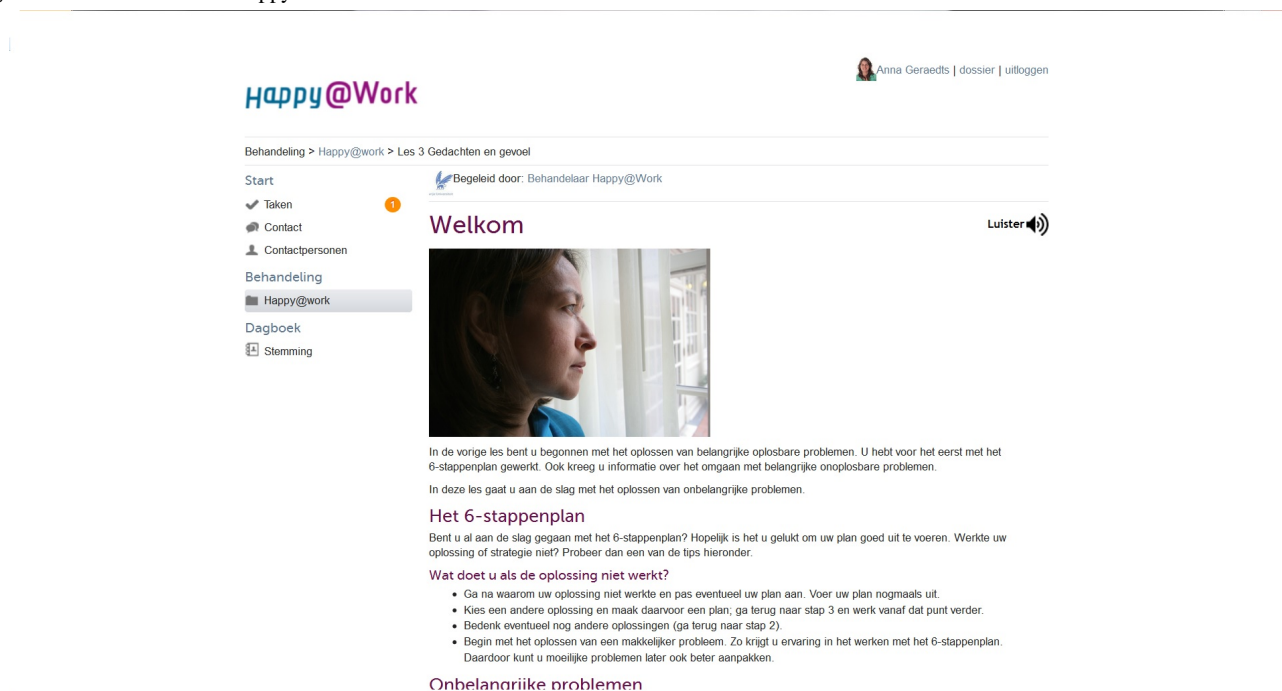 Anna Geraedts | dossier | uitloggen
Happy@Work
Behandeling > Happy@work > Les 3 Gedachten en gevoel
Start
Taken
1
Contact
Contactpersonen
Behandeling
Happy@work
Dagboek
Stemming
Begeleid door: Behandelaar Happy@Work
Welkom
Luister
In de vorige les bent u begonnen met het oplossen van belangrijke oplosbare problemen. U hebt voor het eerst met het
6-stappenplan gewerkt. Ook kreeg u informatie over het omgaan met belangrijke onoplosbare problemen.
In deze les gaat u aan de slag met het oplossen van onbelangrijke problemen.
Het 6-stappenplan
Bent u al aan de slag gegaan met het 6-stappenplan? Hopelijk is het u gelukt om uw plan goed uit te voeren. Werkte uw
oplossing of strategie niet? Probeer dan een van de tips hieronder.
Wat doet u als de oplossing niet werkt?
• Ga na waarom uw oplossing niet werkte en pas eventueel uw plan aan. Voer uw plan nogmaals uit.
• Kies een andere oplossing en maak daarvoor een plan; ga terug naar stap 3 en werk vanaf dat punt verder.
• Bedenk eventueel nog andere oplossingen (ga terug naar stap 2).
• Begin met het oplossen van een makkelijker probleem. Zo krijgt u ervaring in het werken met het 6-stappenplan.
Daardoor kunt u moeilijke problemen later ook beter aanpakken.
Onbelangrijke problemen